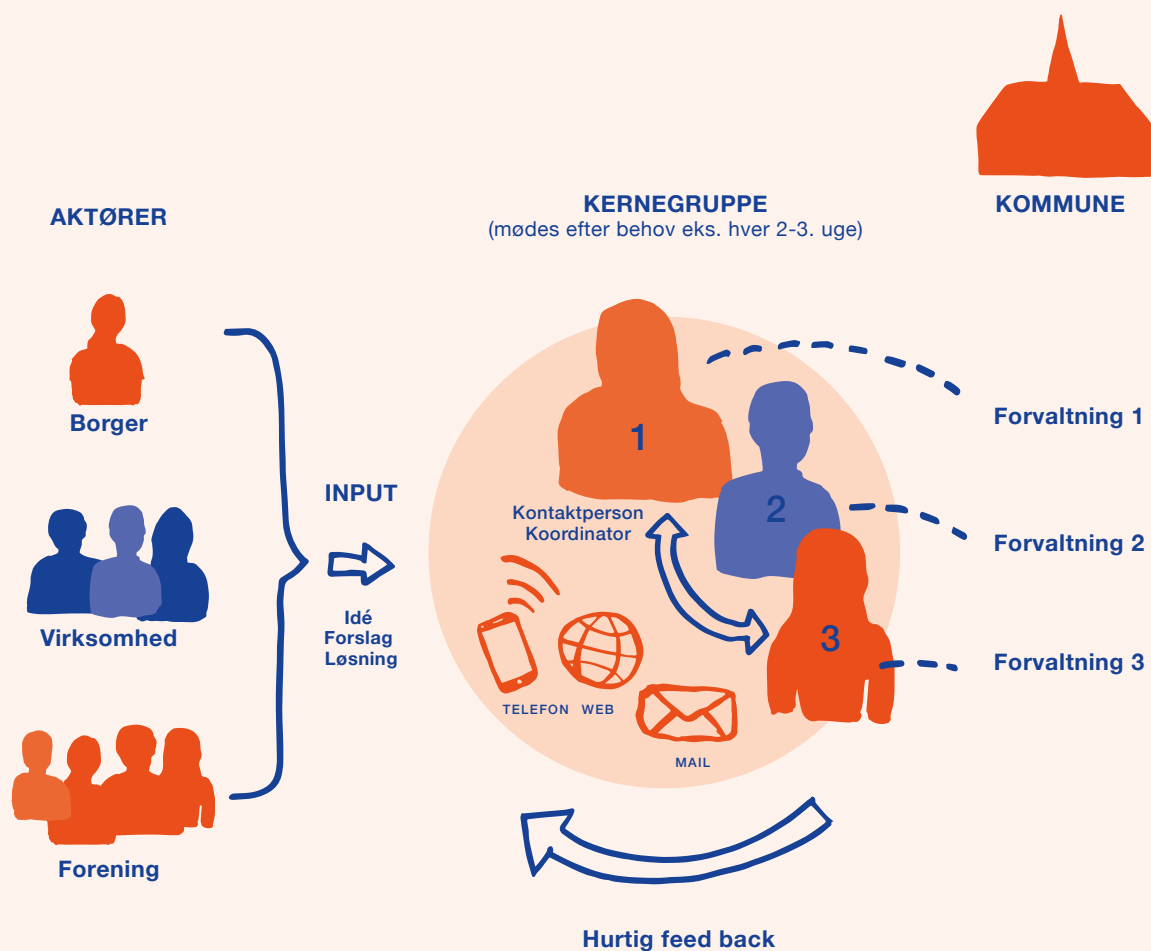 AKTØRER
Borger
Virksomhed
Forening
INPUT
Idé
Forslag
Løsning
KERNEGRUPPE
(mødes efter behov eks. hver 2-3. uge)
1
2
3
Kontaktperson
Koordinator
TELEFON WEB
MAIL
Hurtig feed back
KOMMUNE
Forvaltning 1
Forvaltning 2
Forvaltning 3